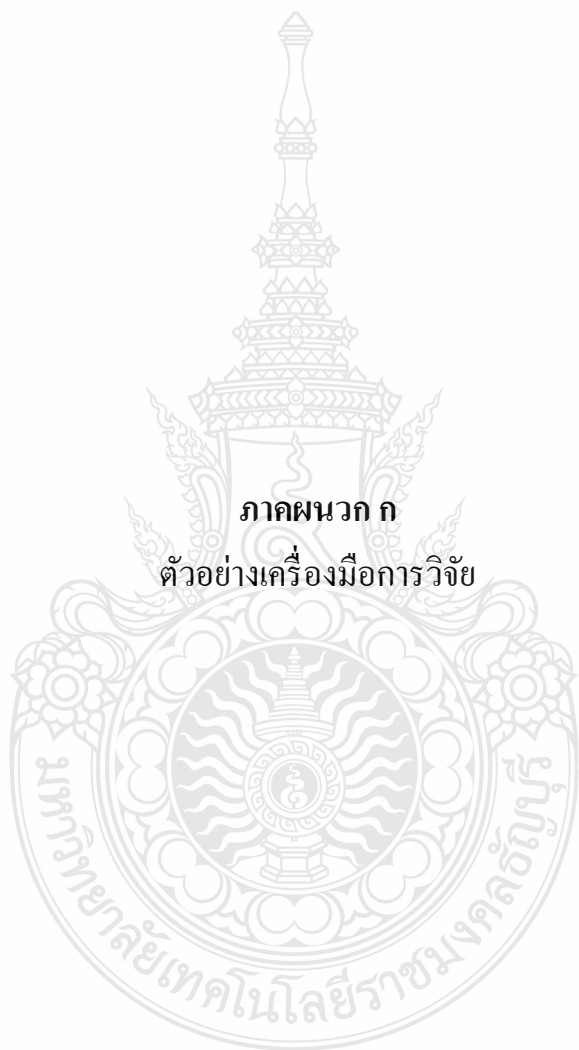 ภาคผนวก ก
ตัวอย่างเครื่องมือการวิจัย
มหาวิทยาลัยเทคโนโลยีราชมงคลธัญบุรี